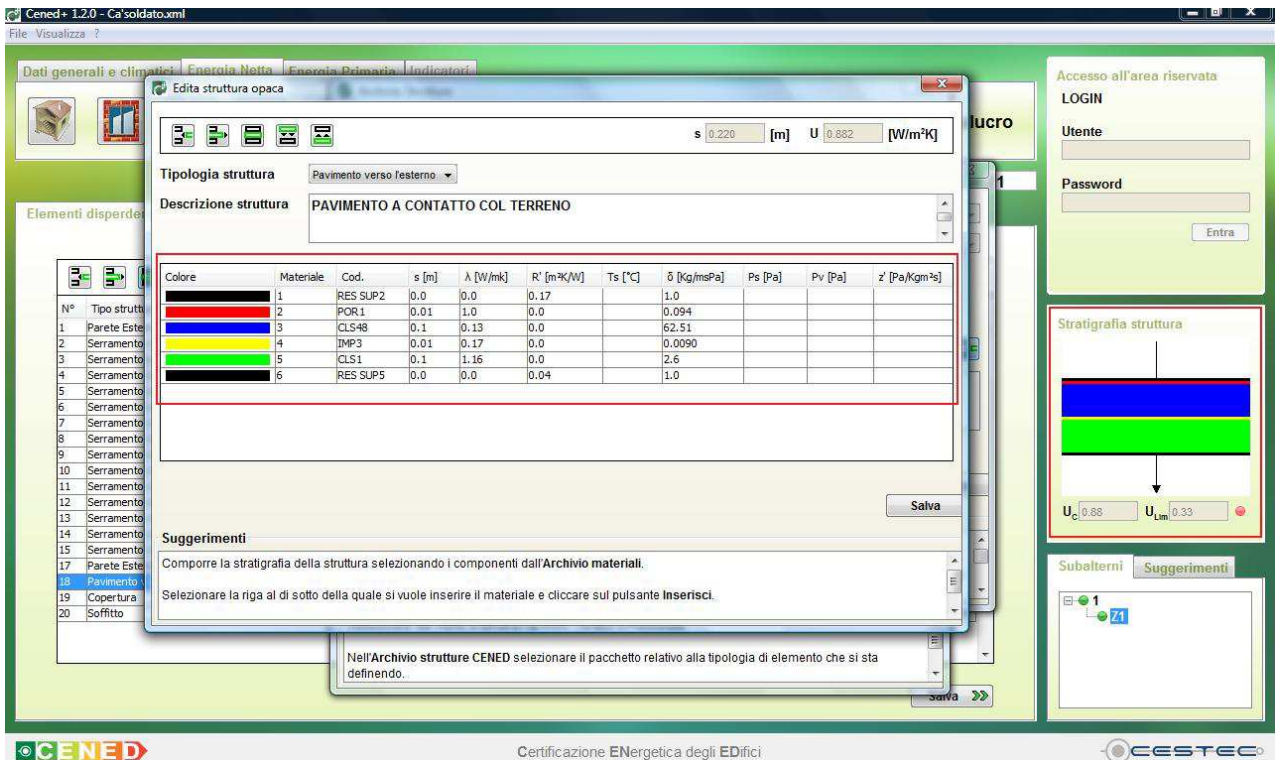 Cened+ 1.2.0 - Ca'soldato.xml
File Visualizza ?
Dati generali e climatici Energia Netta Energia Primaria Indicatori
Edita struttura opaca
lucro
s 0.220 [m] U 0.882 [W/m²K]
Tipologia struttura Pavimento verso l'esterno
1
Descrizione struttura PAVIMENTO A CONTATTO COL TERRENO
Elementi disperde
Colore Materiale Cod. s [m] λ [W/mk] R' [m²K/W] Ts [°C] δ [Kg/msPa] Ps [Pa] Pv [Pa] z' [Pa/Kgm²s]
1 RES SUP2 0.0 0.0 0.17 1.0
2 POR1 0.01 1.0 0.0 0.094
3 CLS48 0.1 0.13 0.0 62.51
4 IMP3 0.01 0.17 0.0 0.0090
5 CLS1 0.1 1.16 0.0 2.6
6 RES SUP5 0.0 0.0 0.04 1.0
N° Tipo strutt
1 Parete Este
2 Serramento
3 Serramento
4 Serramento
5 Serramento
6 Serramento
7 Serramento
8 Serramento
9 Serramento
10 Serramento
11 Serramento
12 Serramento
13 Serramento
14 Serramento
15 Serramento
17 Parete Este
18 Pavimento v
19 Copertura
20 Soffitto
Salva
Suggerimenti
Comporre la stratigrafia della struttura selezionando i componenti dall'Archivio materiali.
Selezionare la riga al di sotto della quale si vuole inserire il materiale e cliccare sul pulsante Inserisci.
Nell'Archivio strutture CENED selezionare il pacchetto relativo alla tipologia di elemento che si sta
definendo.
Salva
Accesso all'area riservata
LOGIN
Utente
Password
Entra
Stratigrafia struttura
Uc 0.88 ULim 0.33
Subalterni Suggerimenti
1
Z1
CENED
Certificazione ENergetica degli EDifici
CESTEC